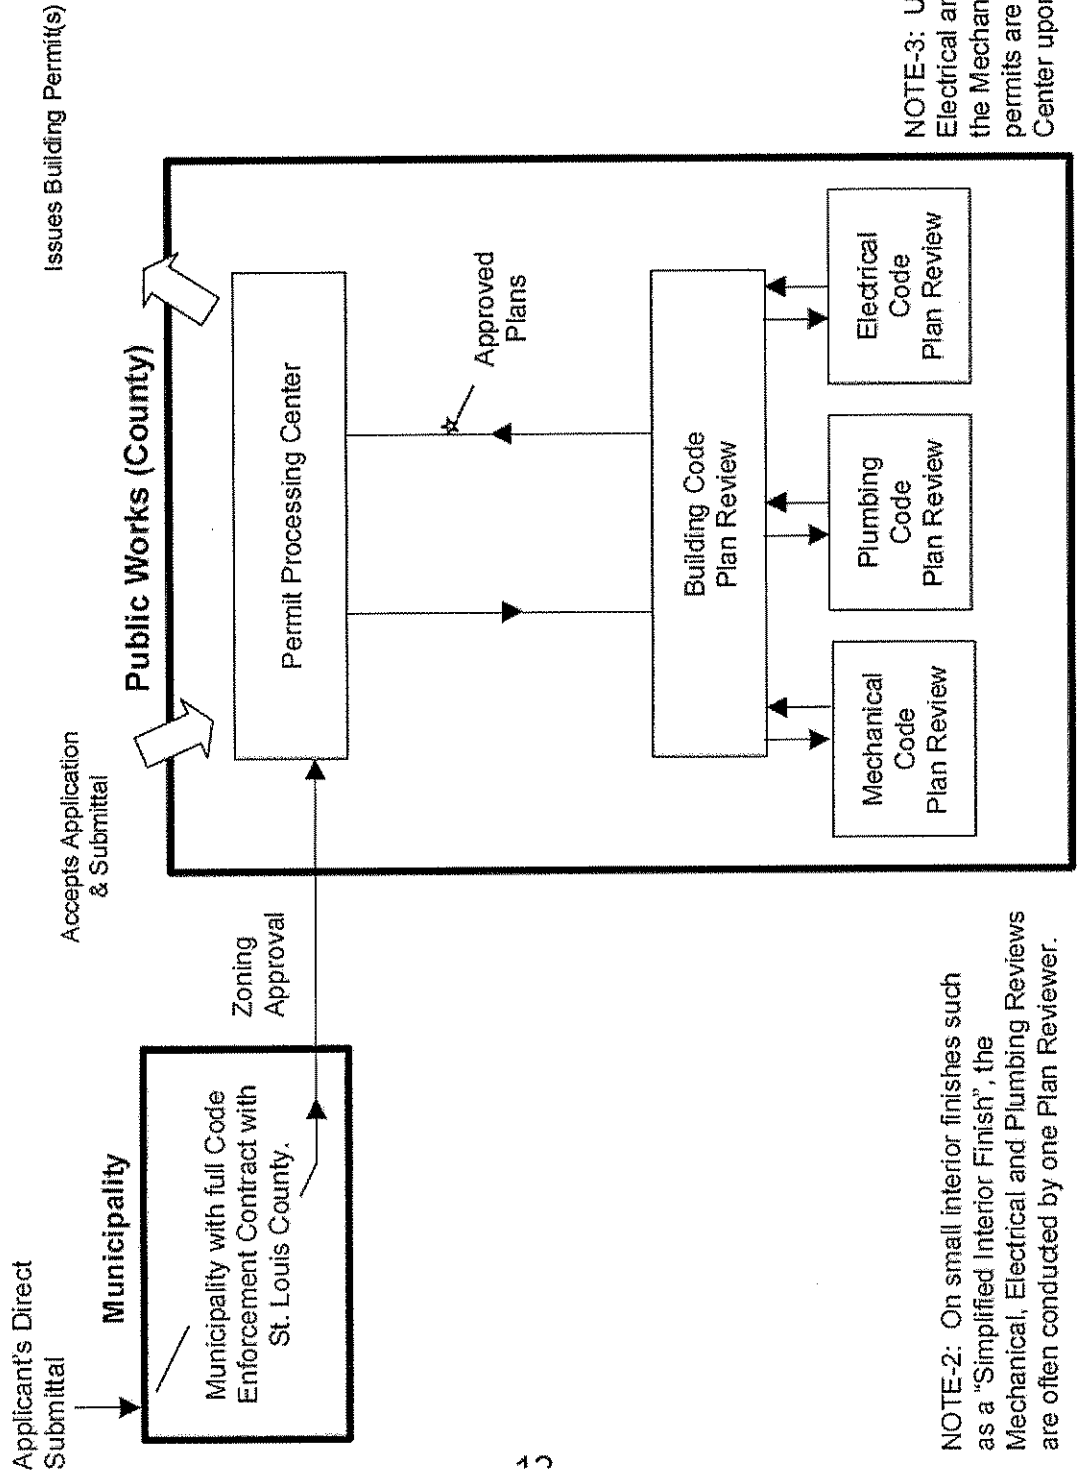 Applicant's Direct
Submittal
Municipality
Municipality with full Code
Enforcement Contract with
St. Louis County.
Zoning
Approval
Accepts Application
& Submittal
Issues Building Permit(s)
Public Works (County)
Permit Processing Center
Approved
Plans
Building Code
Plan Review
Mechanical
Code
Plan Review
Plumbing
Code
Plan Review
Electrical
Code
Plan Review
NOTE-2: On small interior finishes such
as a "Simplified Interior Finish", the
Mechanical, Electrical and Plumbing Reviews
are often conducted by one Plan Reviewer.
NOTE-3: U
Electrical an
the Mechan
permits are
Center upon